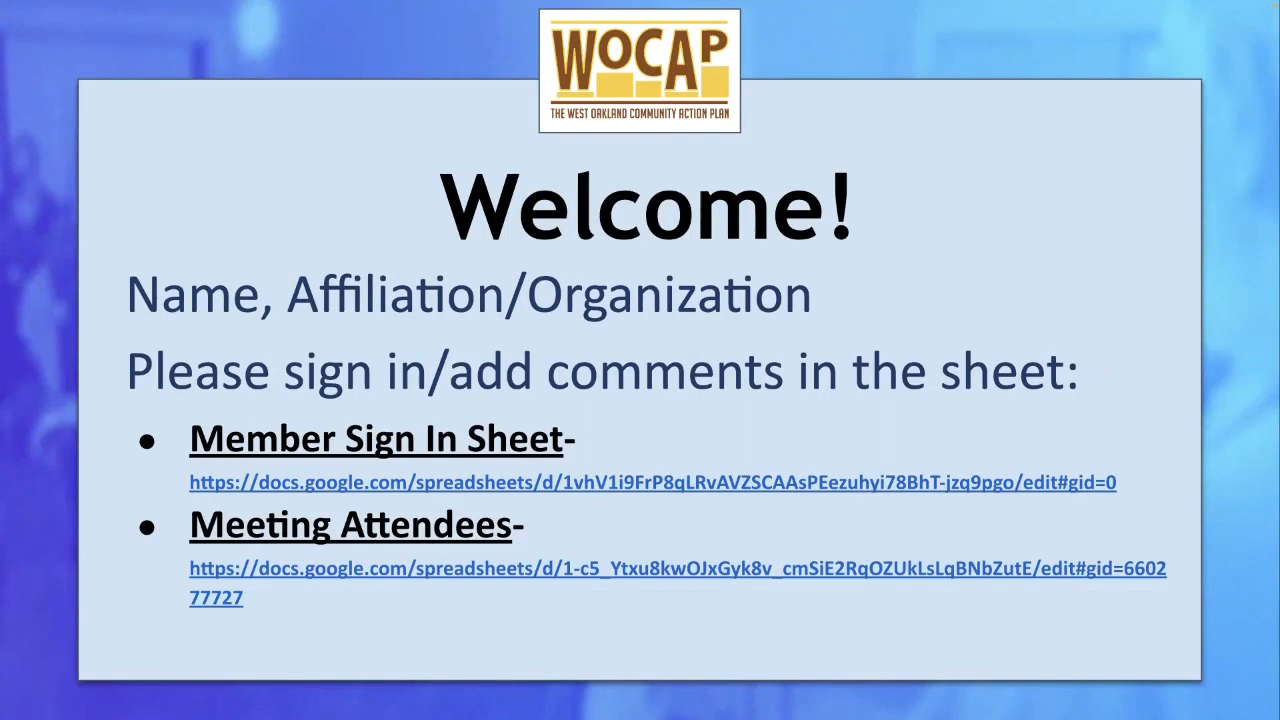 WOCAP
THE WEST OAKLAND COMMUNITY ACTION PLAN
Welcome!
Name, Affiliation/Organization
Please sign in/add comments in the sheet:
● Member Sign In Sheet-
https://docs.google.com/spreadsheets/d/1vhV1i9FrP8qLRvAVZSCAAsPEezuhyi78BhT-jzq9pgo/edit#gid=0
● Meeting Attendees-
https://docs.google.com/spreadsheets/d/1-c5_Ytxu8kwOJxGyk8v_cmSiE2RqOZUkLsLqBNbZutE/edit#gid=6602
77727